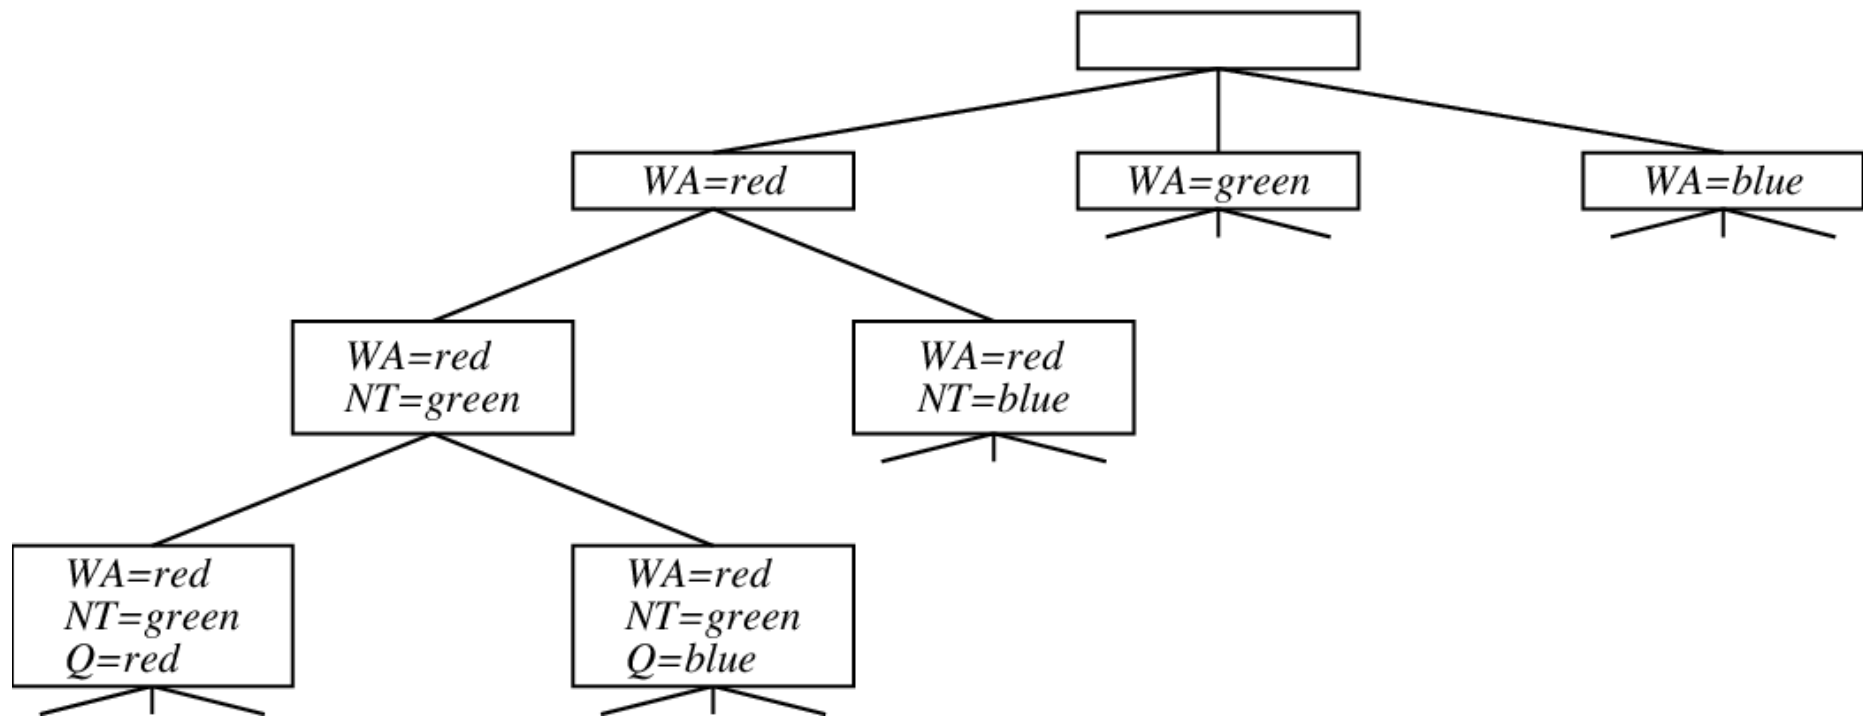 WA=red
WA=green
WA=blue
WA=red
NT=green
WA=red
NT=blue
WA=red
NT=green
Q=red
WA=red
NT=green
Q=blue